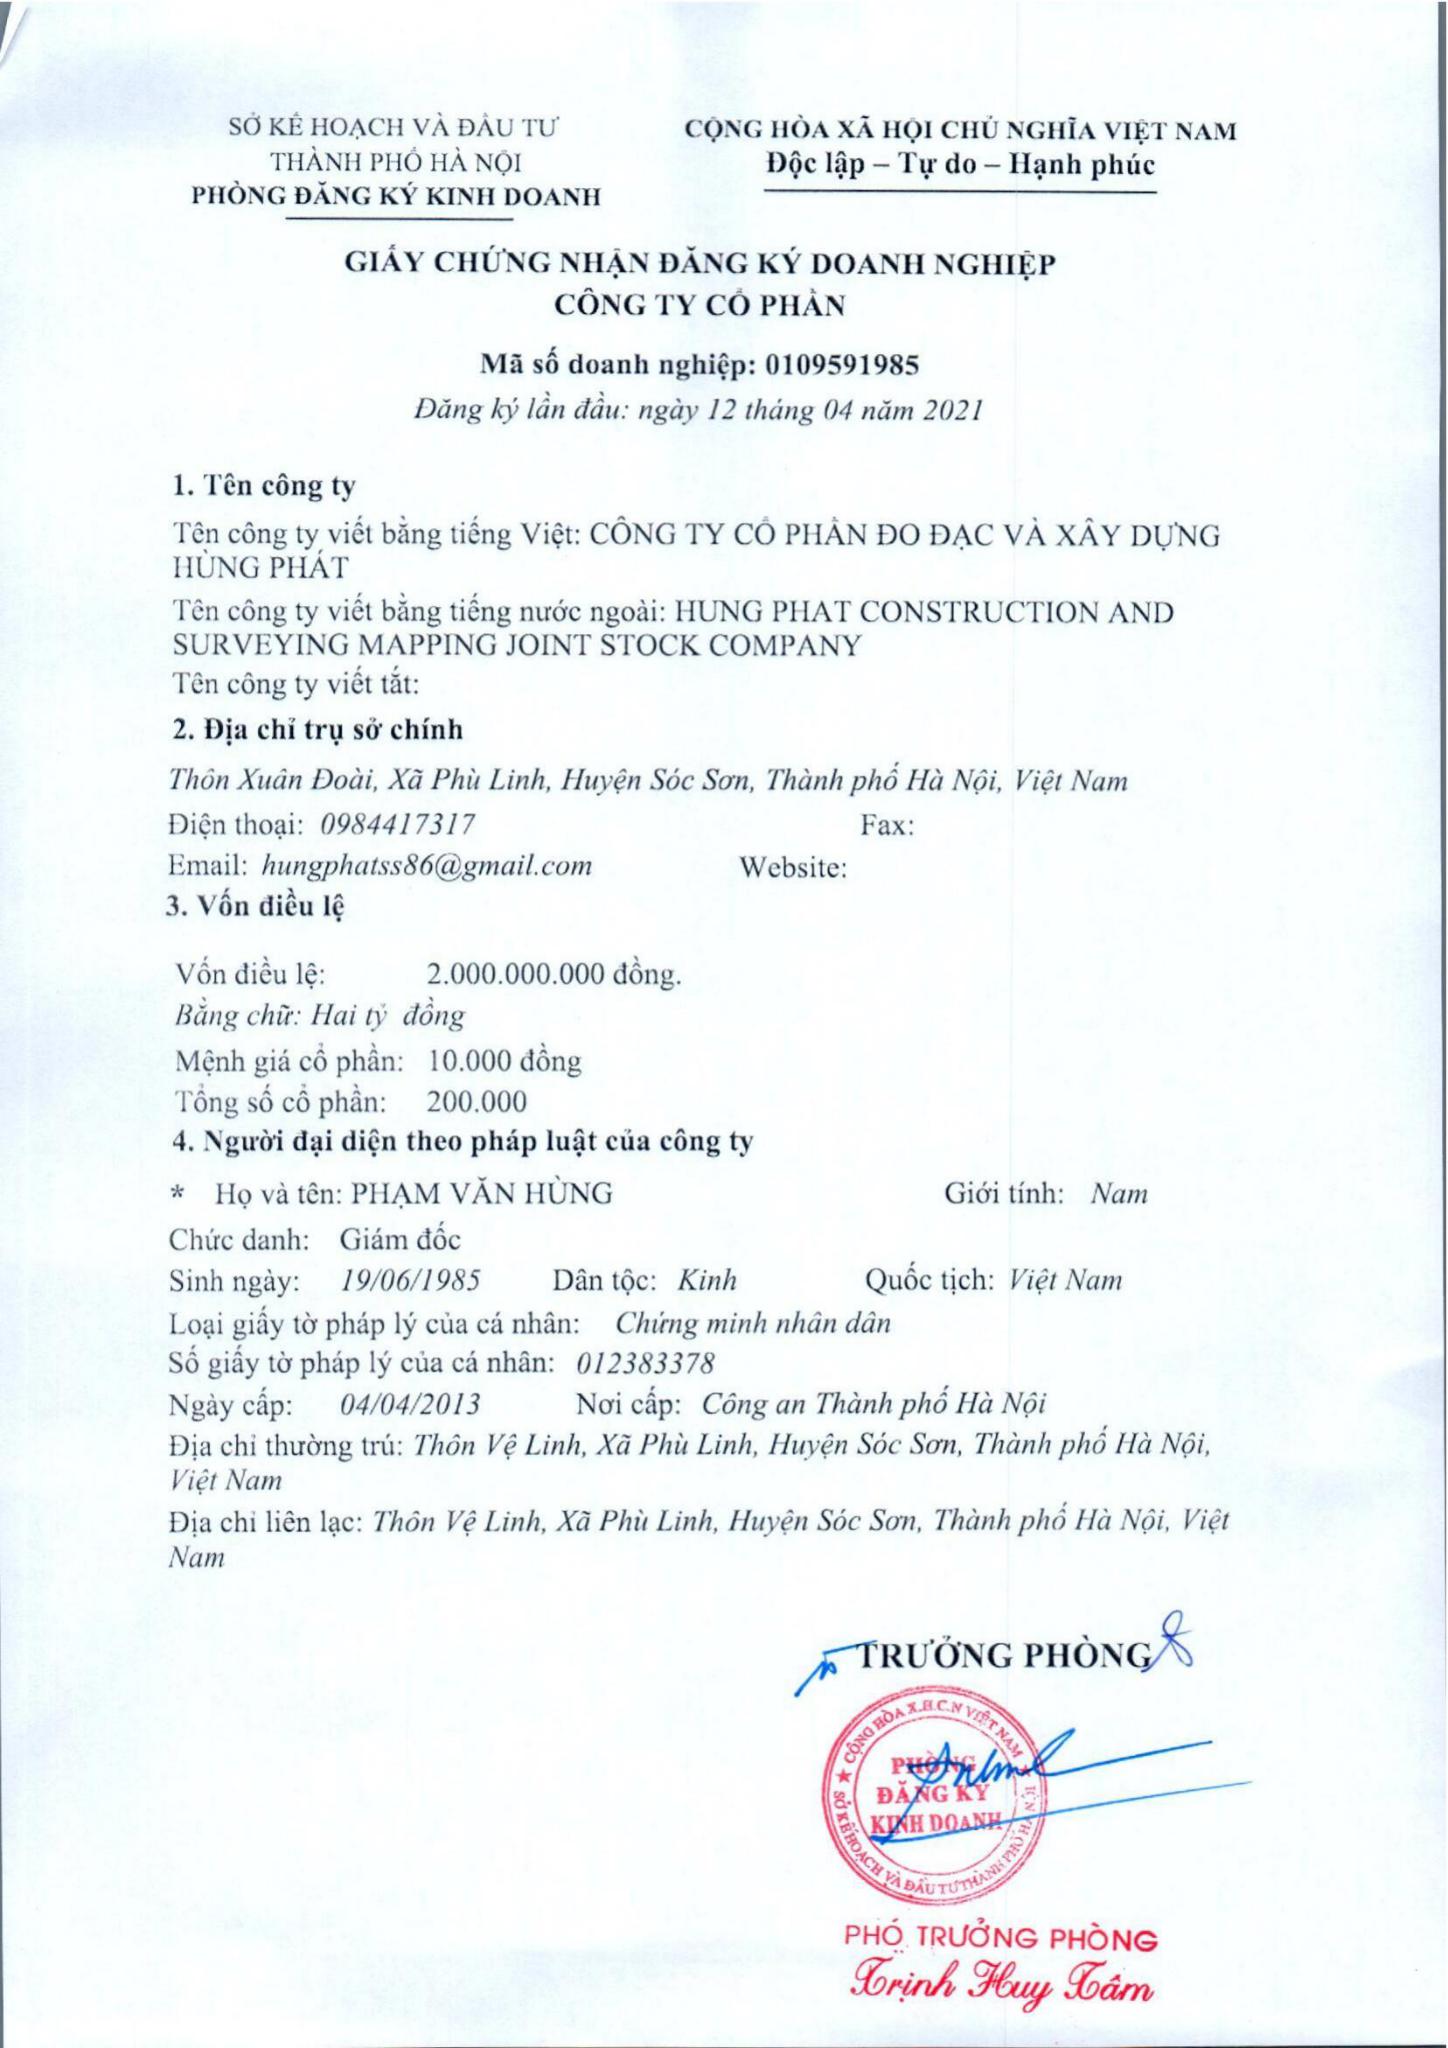 SỞ KẾ HOẠCH VÀ ĐẦU TƯ
THÀNH PHỐ HÀ NỘI
PHÒNG ĐĂNG KÝ KINH DOANH
CỘNG HÒA XÃ HỘI CHỦ NGHĨA VIỆT NAM
Độc lập – Tự do – Hạnh phúc
GIẤY CHỨNG NHẬN ĐĂNG KÝ DOANH NGHIỆP
CÔNG TY CỔ PHẦN
Mã số doanh nghiệp: 0109591985
Đăng ký lần đầu: ngày 12 tháng 04 năm 2021
1. Tên công ty
Tên công ty viết bằng tiếng Việt: CÔNG TY CỔ PHẦN ĐO ĐẠC VÀ XÂY DỰNG
HÙNG PHÁT
Tên công ty viết bằng tiếng nước ngoài: HUNG PHAT CONSTRUCTION AND
SURVEYING MAPPING JOINT STOCK COMPANY
Tên công ty viết tắt:
2. Địa chỉ trụ sở chính
Thôn Xuân Đoài, Xã Phù Linh, Huyện Sóc Sơn, Thành phố Hà Nội, Việt Nam
Điện thoại: 0984417317 Fax:
Email: hungphatss86@gmail.com Website:
3. Vốn điều lệ
Vốn điều lệ: 2.000.000.000 đồng.
Bằng chữ: Hai tỷ đồng
Mệnh giá cổ phần: 10.000 đồng
Tổng số cổ phần: 200.000
4. Người đại diện theo pháp luật của công ty
* Họ và tên: PHẠM VĂN HÙNG Giới tính: Nam
Chức danh: Giám đốc
Sinh ngày: 19/06/1985 Dân tộc: Kinh Quốc tịch: Việt Nam
Loại giấy tờ pháp lý của cá nhân: Chứng minh nhân dân
Số giấy tờ pháp lý của cá nhân: 012383378
Ngày cấp: 04/04/2013 Nơi cấp: Công an Thành phố Hà Nội
Địa chỉ thường trú: Thôn Vệ Linh, Xã Phù Linh, Huyện Sóc Sơn, Thành phố Hà Nội,
Việt Nam
Địa chỉ liên lạc: Thôn Vệ Linh, Xã Phù Linh, Huyện Sóc Sơn, Thành phố Hà Nội, Việt
Nam
TRƯỞNG PHÒNG
CỘNG HÒA X.H.C.N VIỆT NAM
PHÒNG
ĐĂNG KÝ
KINH DOANH
SỞ KẾ HOẠCH VÀ ĐẦU TƯ THÀNH PHỐ HÀ NỘI
PHÓ TRƯỞNG PHÒNG
Trịnh Huy Tâm